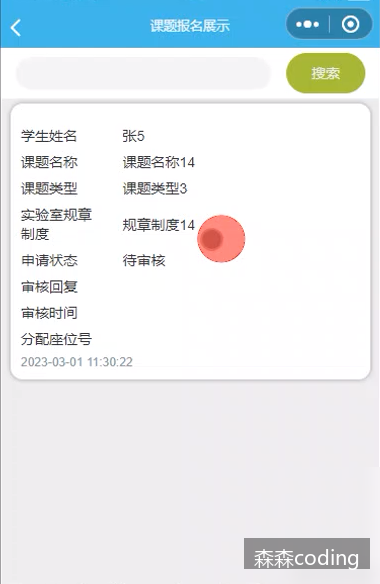 课题报名展示
搜索
学生姓名 张5
课题名称 课题名称14
课题类型 课题类型3
实验室规章
制度 规章制度14
申请状态 待审核
审核回复
审核时间
分配座位号
2023-03-01 11:30:22
森森coding